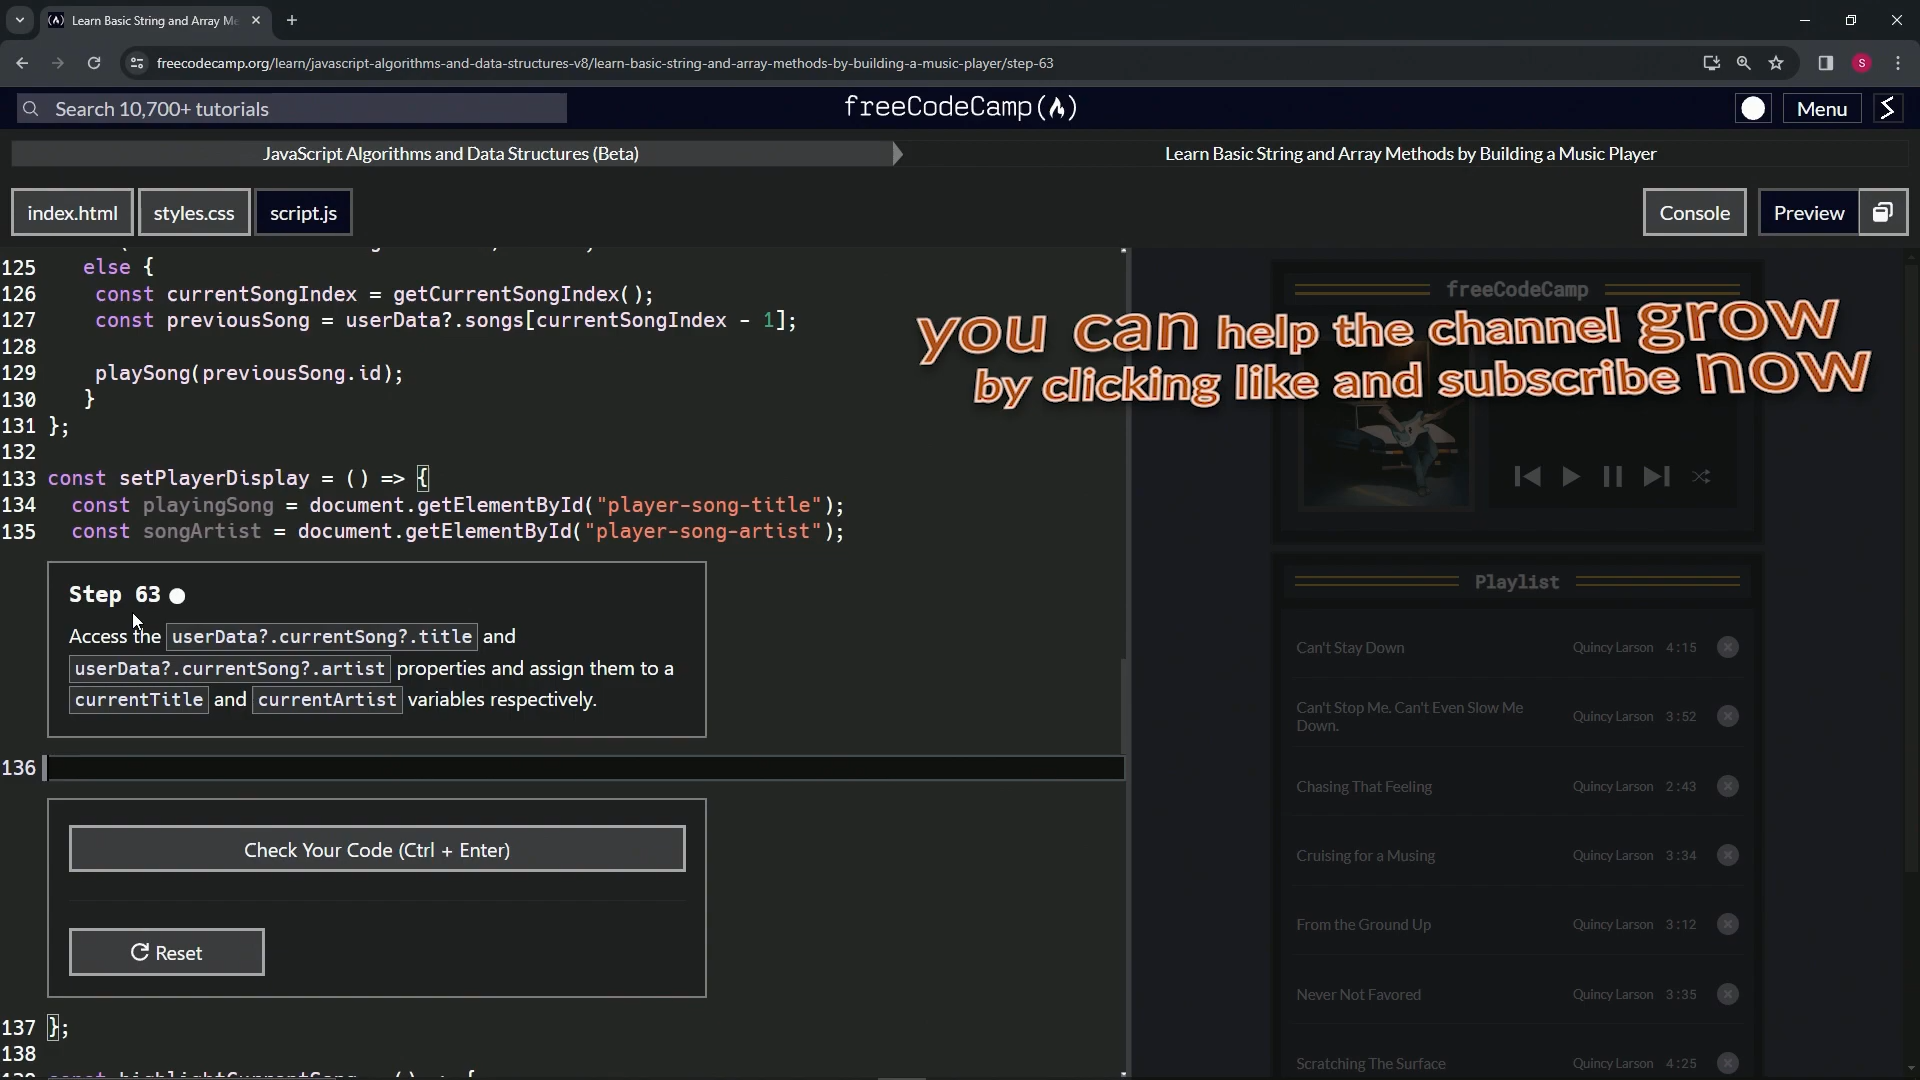 Learn Basic String and Array Me
freecodecamp.org/learn/javascript-algorithms-and-data-structures-v8/learn-basic-string-and-array-methods-by-building-a-music-player/step-63
S
Search 10,700+ tutorials
freeCodeCamp
Menu
JavaScript Algorithms and Data Structures (Beta)
Learn Basic String and Array Methods by Building a Music Player
index.html
styles.css
script.js
Console
Preview
125 else {
126 const currentSongIndex = getCurrentSongIndex();
127 const previousSong = userData?.songs[currentSongIndex - 1];
128
129 playSong(previousSong.id);
130 }
131 };
132
133 const setPlayerDisplay = () => {
134 const playingSong = document.getElementById("player-song-title");
135 const songArtist = document.getElementById("player-song-artist");
Step 63
Access the userData?.currentSong?.title and
userData?.currentSong?.artist properties and assign them to a
currentTitle and currentArtist variables respectively.
136
Check Your Code (Ctrl + Enter)
Reset
137 };
138
freeCodeCamp
you can help the channel grow
by clicking like and subscribe now
Playlist
Can't Stay Down Quincy Larson 4:15
Can't Stop Me. Can't Even Slow Me
Down.
Quincy Larson 3:52
Chasing That Feeling Quincy Larson 2:43
Cruising for a Musing Quincy Larson 3:34
From the Ground Up Quincy Larson 3:12
Never Not Favored Quincy Larson 3:35
Scratching The Surface Quincy Larson 4:25